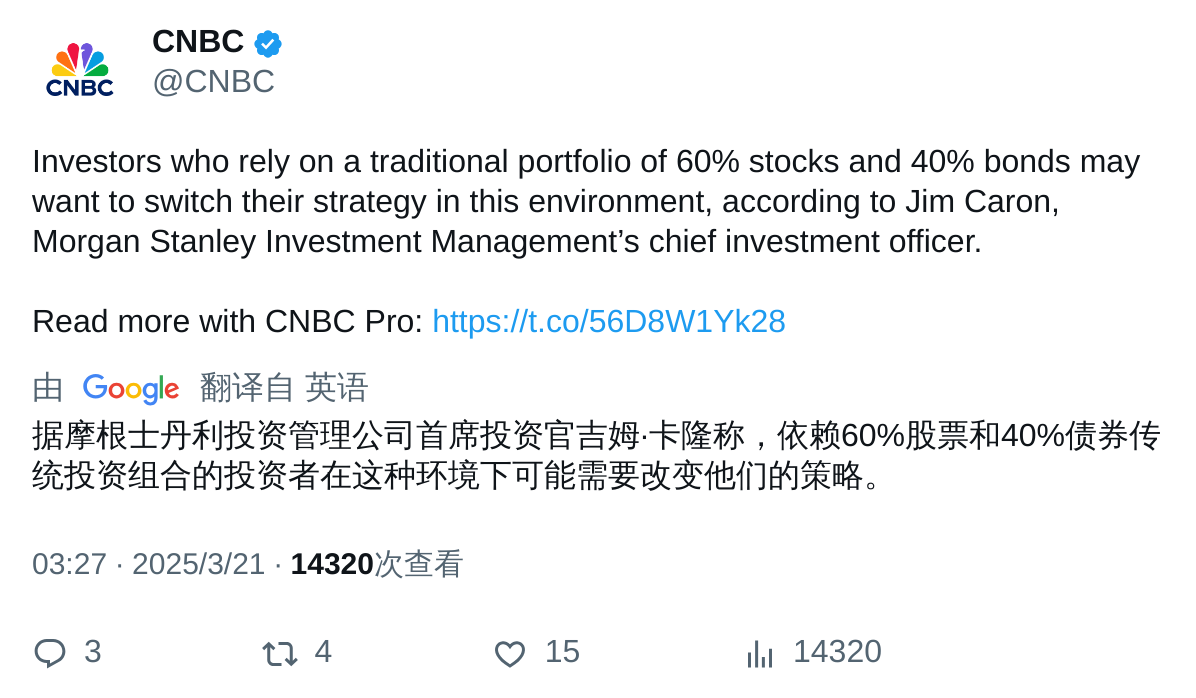 CNBC
CNBC
@CNBC
Investors who rely on a traditional portfolio of 60% stocks and 40% bonds may
want to switch their strategy in this environment, according to Jim Caron,
Morgan Stanley Investment Management’s chief investment officer.
Read more with CNBC Pro: https://t.co/56D8W1Yk28
由 Google 翻译自 英语
据摩根士丹利投资管理公司首席投资官吉姆·卡隆称，依赖60%股票和40%债券传
统投资组合的投资者在这种环境下可能需要改变他们的策略。
03:27 · 2025/3/21 · 14320次查看
3 4 15 14320